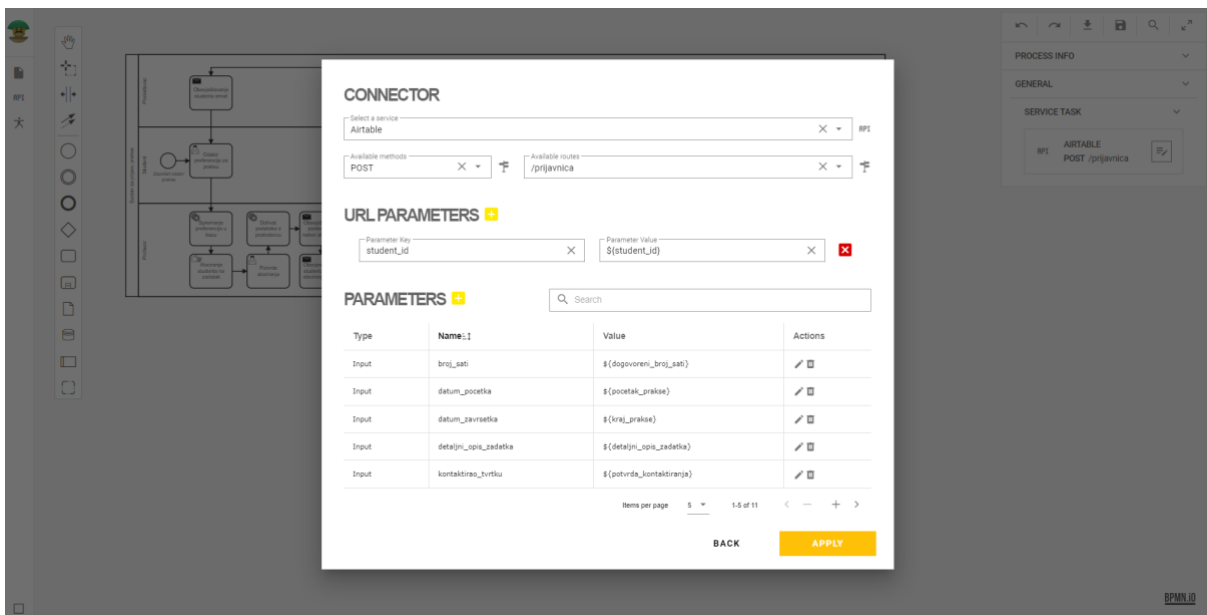 PROCESS INFO
GENERAL
SERVICE TASK
API
AIRTABLE
POST /prijavnica
API
CONNECTOR
Select a service
Airtable
API
Available methods
POST
Available routes
/prijavnica
URL PARAMETERS
Parameter Key
student_id
Parameter Value
${student_id}
PARAMETERS
Search
Type Name Value Actions
Input broj_sati ${dogovoreni_broj_sati}
Input datum_pocetka ${pocetak_prakse}
Input datum_zavrsetka ${kraj_prakse}
Input detaljni_opis_zadatka ${detaljni_opis_zadatka}
Input kontaktirao_tvrtku ${potvrda_kontaktiranja}
Items per page 5 1-5 of 11
BACK APPLY
BPMN.iO